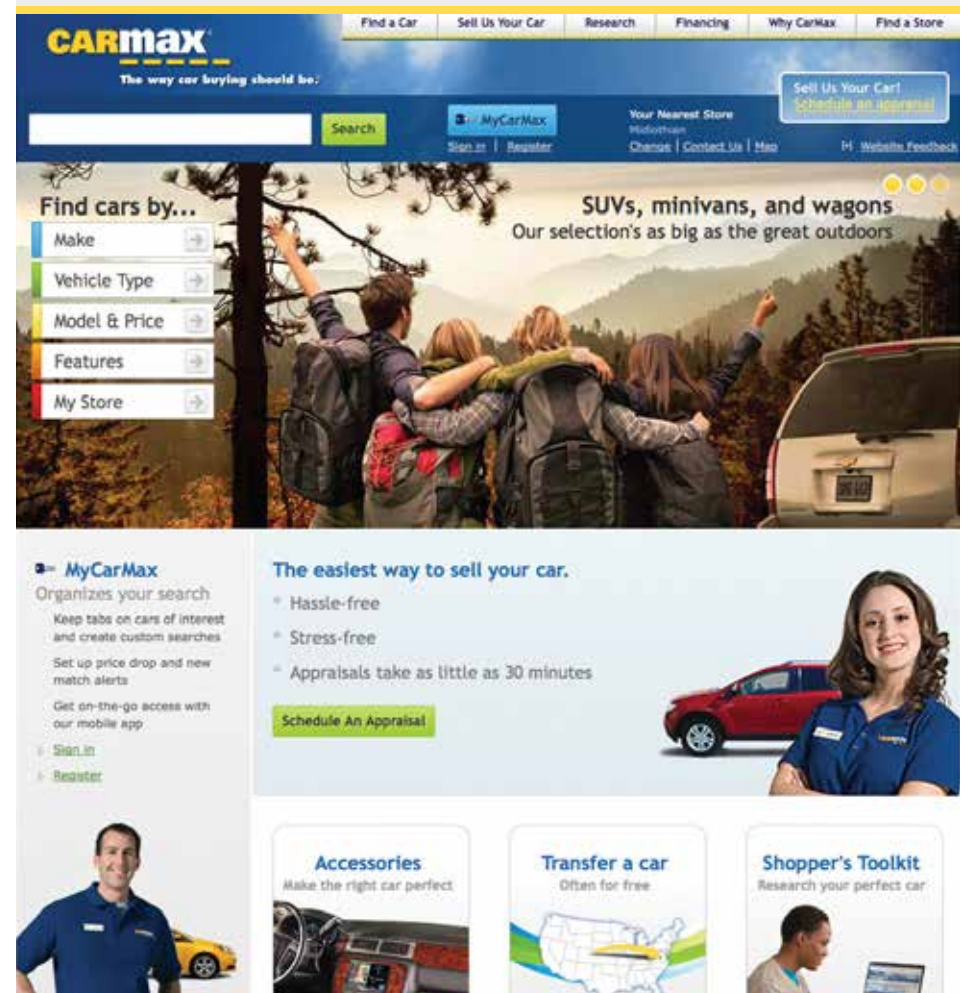 Find a Car
Sell Us Your Car
Research
Financing
Why CarMax
Find a Store
CARMAX
The way car buying should be.
Sell Us Your Car!
Schedule an appraisal
Search
MyCarMax
Sign in | Register
Your Nearest Store
Midlothian
Change | Contact Us | Map
[+] Website Feedback
Find cars by...
Make
Vehicle Type
Model & Price
Features
My Store
SUVs, minivans, and wagons
Our selection's as big as the great outdoors
MyCarMax
Organizes your search
Keep tabs on cars of interest
and create custom searches
Set up price drop and new
match alerts
Get on-the-go access with
our mobile app
Sign in
Register
The easiest way to sell your car.
Hassle-free
Stress-free
Appraisals take as little as 30 minutes
Schedule An Appraisal
Accessories
Make the right car perfect
Transfer a car
Often for free
Shopper's Toolkit
Research your perfect car